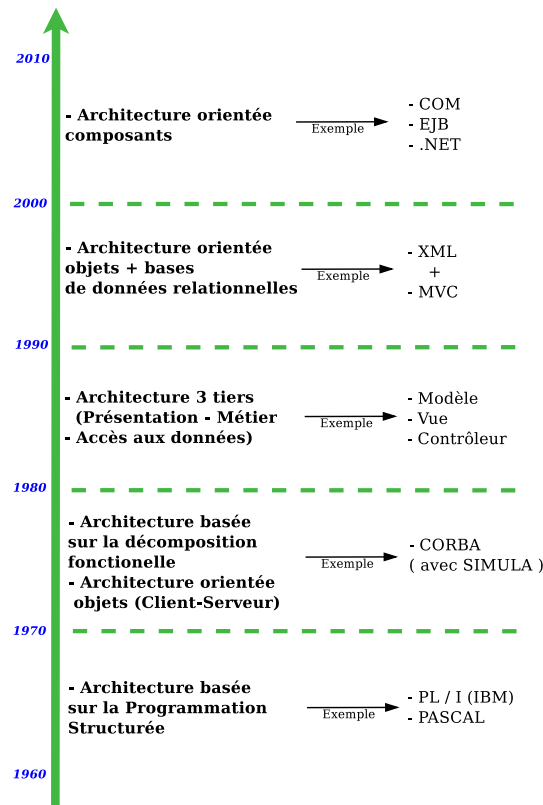 2010
- Architecture orientée
composants
Exemple
- COM
- EJB
- .NET
2000
- Architecture orientée
objets + bases
de données relationnelles
Exemple
- XML
+
- MVC
1990
- Architecture 3 tiers
(Présentation - Métier
- Accès aux données)
Exemple
- Modèle
- Vue
- Contrôleur
1980
- Architecture basée
sur la décomposition
fonctionelle
- Architecture orientée
objets (Client-Serveur)
Exemple
- CORBA
( avec SIMULA )
1970
- Architecture basée
sur la Programmation
Structurée
Exemple
- PL / I (IBM)
- PASCAL
1960